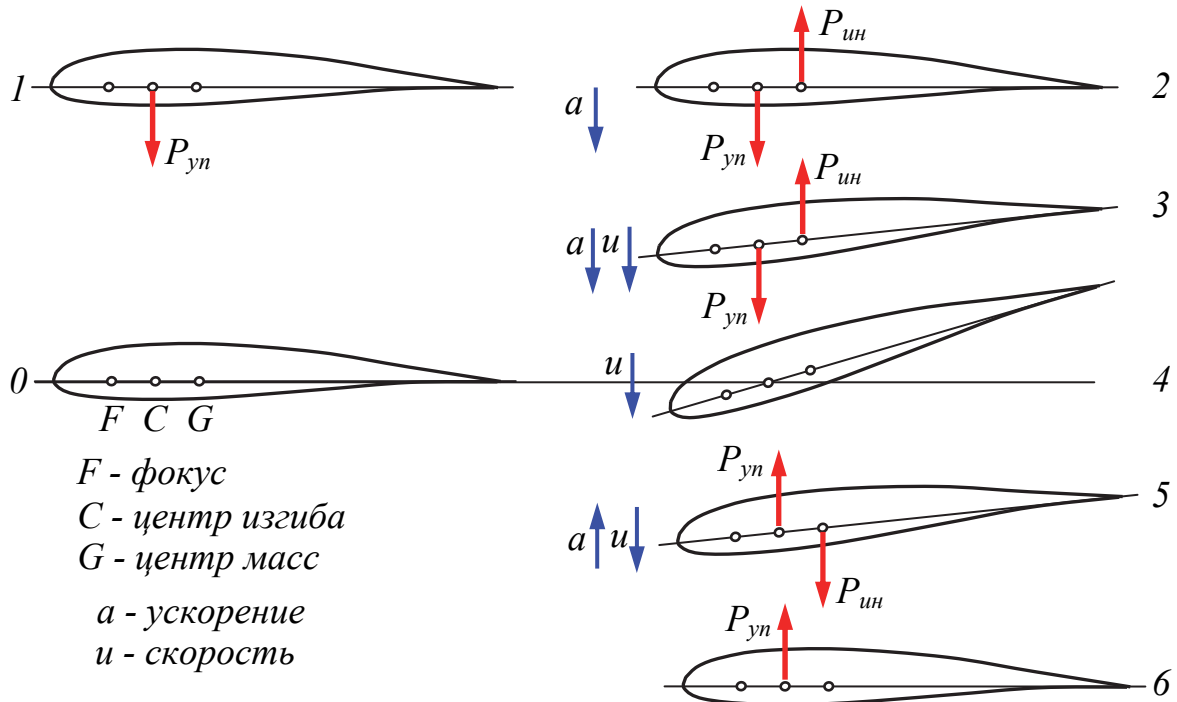 1
P_уп
a
P_ин
P_уп
2
a
u
P_ин
P_уп
3
0
F
C
G
u
4
F - фокус
C - центр изгиба
G - центр масс
a - ускорение
u - скорость
P_уп
a
u
P_ин
5
P_уп
6